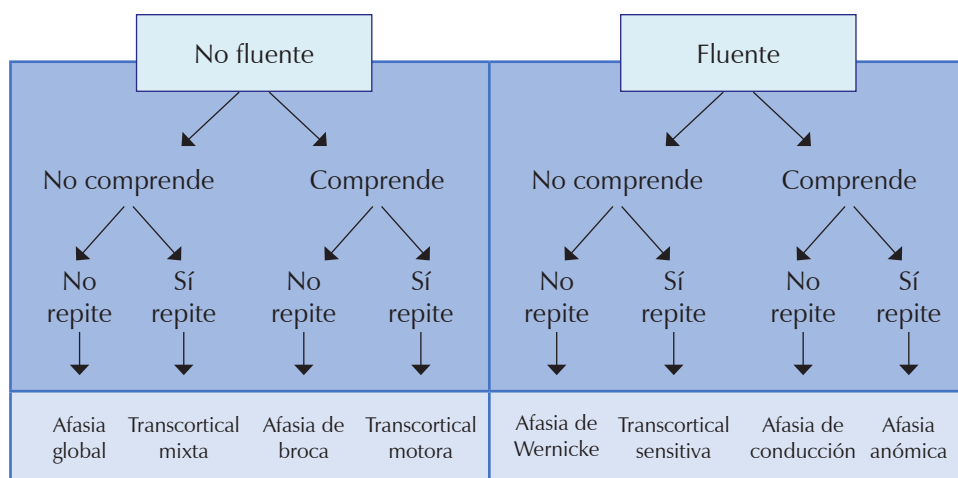 No fluente
Fluente
No comprende
Comprende
No comprende
Comprende
No
repite
Sí
repite
No
repite
Sí
repite
No
repite
Sí
repite
No
repite
Sí
repite
Afasia
global
Transcortical
mixta
Afasia de
broca
Transcortical
motora
Afasia de
Wernicke
Transcortical
sensitiva
Afasia de
conducción
Afasia
anómica